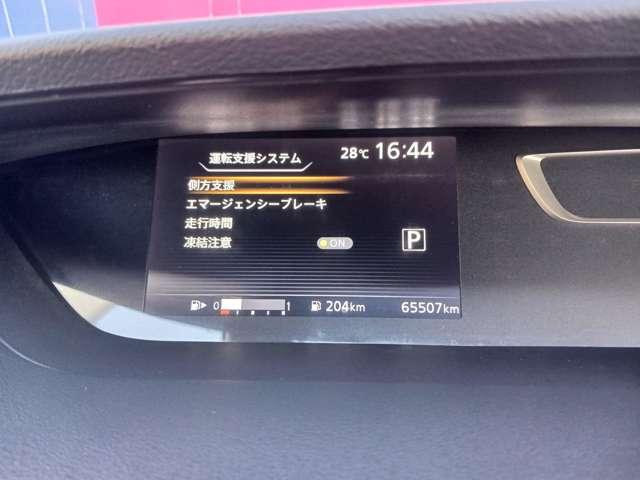 運転支援システム 28℃ 16:44
側方支援
エマージェンシーブレーキ
走行時間
凍結注意 ON P
0 1 204km 65507km